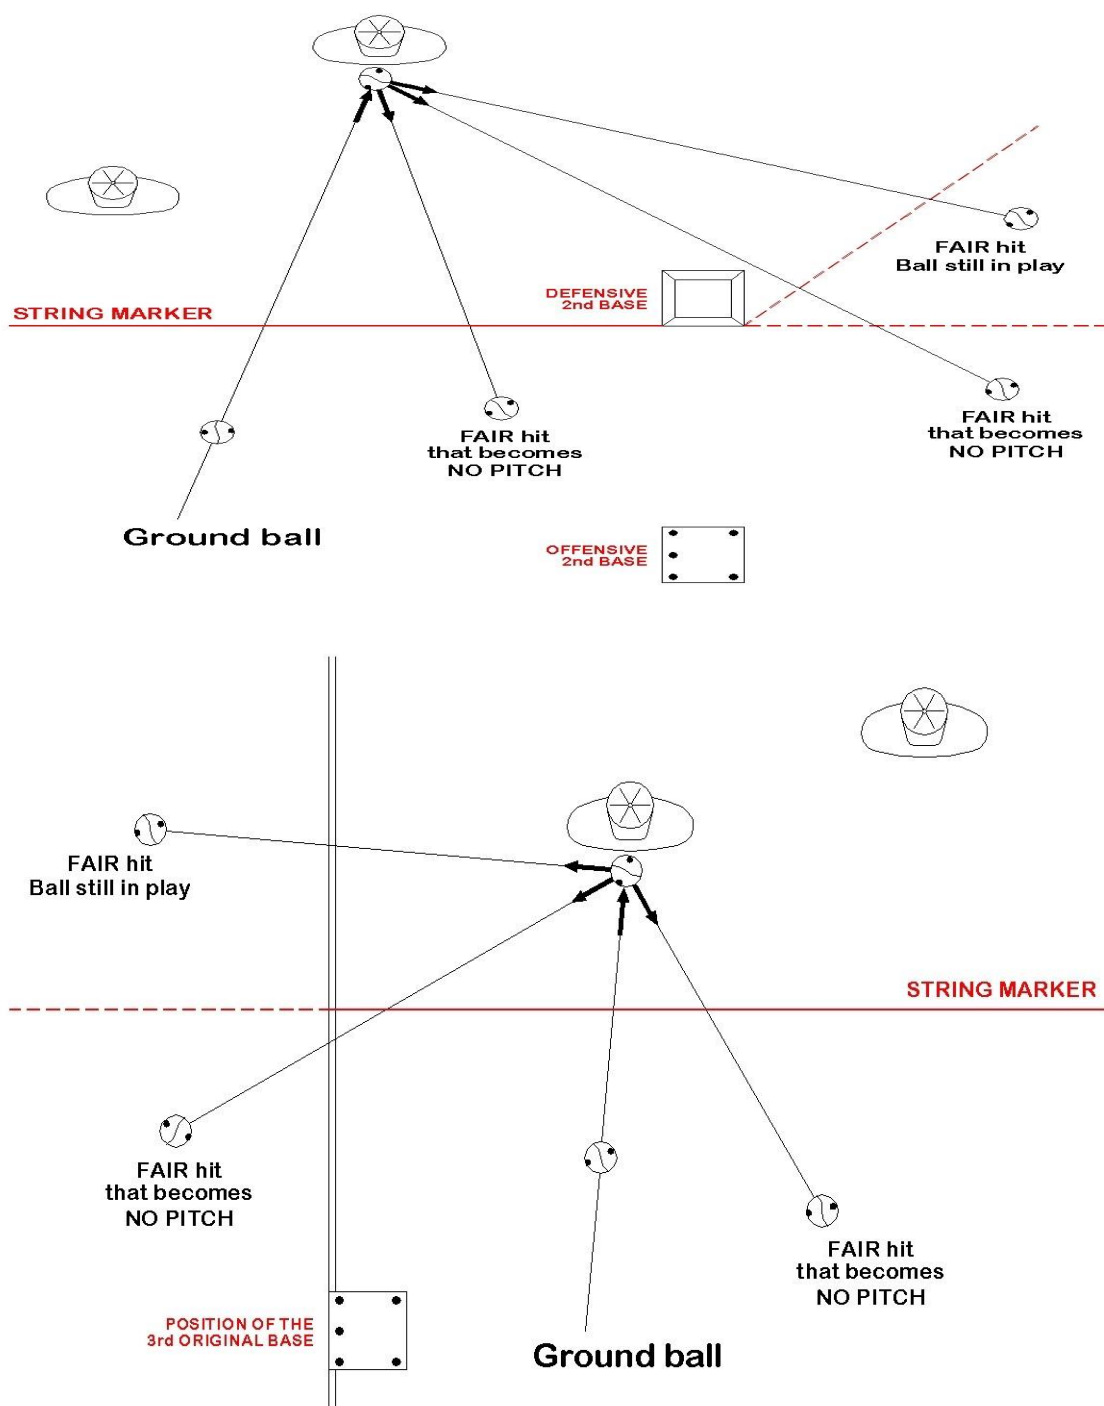 FAIR hit
Ball still in play
DEFENSIVE
2nd BASE
STRING MARKER
FAIR hit
that becomes
NO PITCH
FAIR hit
that becomes
NO PITCH
Ground ball
OFFENSIVE
2nd BASE
FAIR hit
Ball still in play
STRING MARKER
FAIR hit
that becomes
NO PITCH
FAIR hit
that becomes
NO PITCH
POSITION OF THE
3rd ORIGINAL BASE
Ground ball